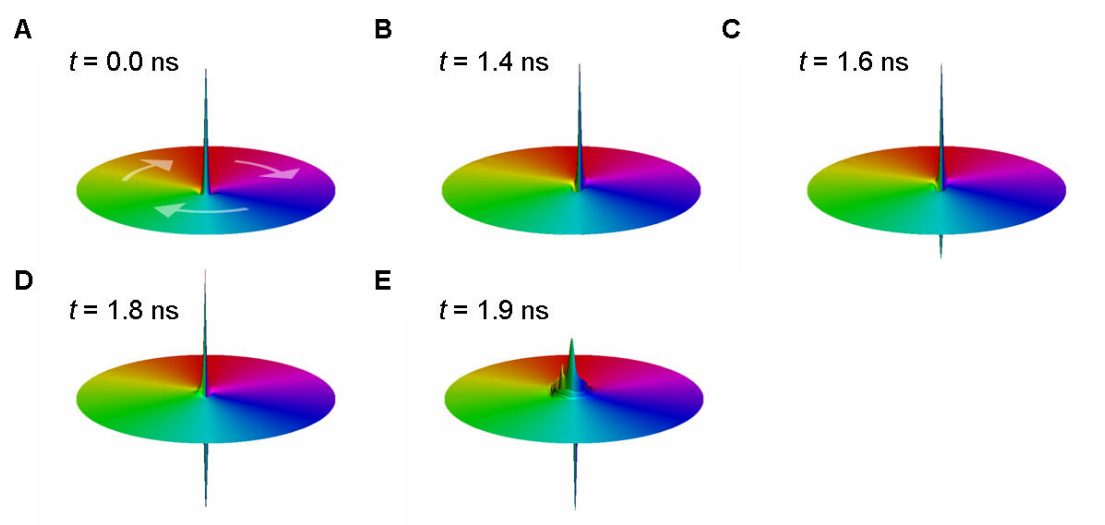 A
t = 0.0 ns
B
t = 1.4 ns
C
t = 1.6 ns
D
t = 1.8 ns
E
t = 1.9 ns